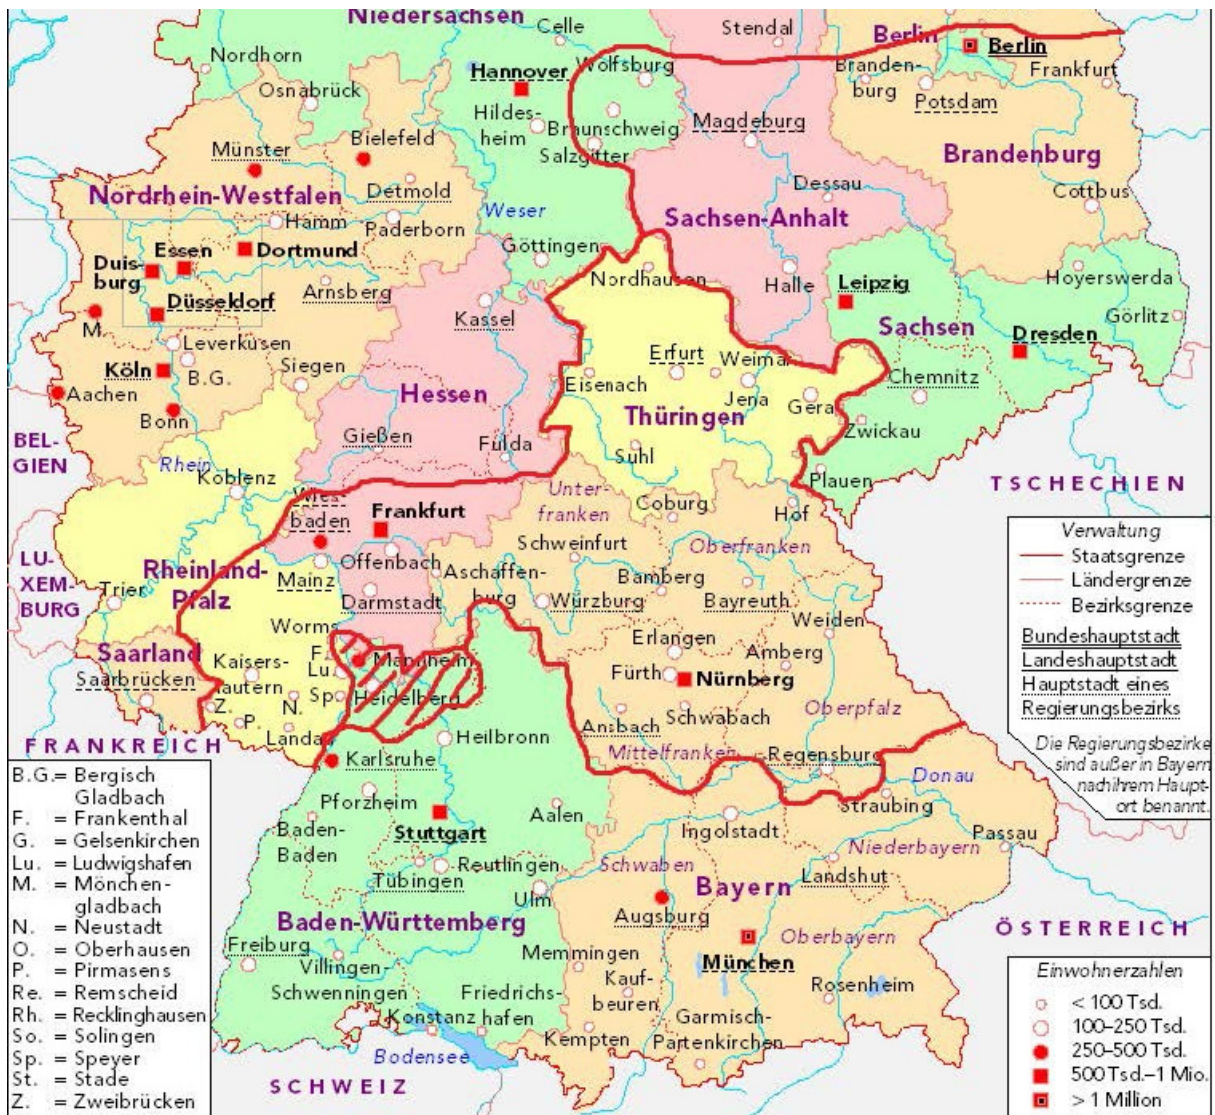 Niedersachsen
Celle
Stendal
Berlin
Berlin
Nordhorn
Hannover
Wolfsburg
Branden-
burg
Frankfurt
Osnabrück
Potsdam
Hildes-
heim
Braunschweig
Magdeburg
Salzgitter
Bielefeld
Münster
Brandenburg
Detmold
Dessau
Cottbus
Nordrhein-Westfalen
Weser
Sachsen-Anhalt
Hamm
Paderborn
Göttingen
Essen
Dortmund
Duis-
burg
Nordhausen
Halle
Leipzig
Hoyerswerda
Arnsberg
Düsseldorf
Kassel
Sachsen
Görlitz
M.
Dresden
Leverkusen
Erfurt
Weimar
Köln
B.G.
Siegen
Eisenach
Chemnitz
Aachen
Hessen
Jena
Gera
Thüringen
Bonn
Gießen
Fulda
Zwickau
BEL-
GIEN
Rhein
Suhl
Koblenz
Plauen
TSCHECHIEN
Wies-
baden
Unter-
franken
Coburg
Hof
Frankfurt
Verwaltung
Staatsgrenze
Ländergrenze
Bezirksgrenze
Bundeshauptstadt
Landeshauptstadt
Hauptstadt eines
Regierungsbezirks
Die Regierungsbezirke
sind außer in Bayern
nach ihrem Haupt-
ort benannt.
Schweinfurt
Oberfranken
Offenbach
LU-
XEM-
BURG
Rheinland-
Pfalz
Mainz
Aschaffen-
burg
Bamberg
Trier
Darmstadt
Würzburg
Bayreuth
Worms
Weiden
Erlangen
Saarland
F.
Mannheim
Kaisers-
lautern
Lu.
Amberg
Fürth
Nürnberg
Saarbrücken
Sp.
Heidelberg
Z.
N.
P.
Ansbach
Schwabach
Oberpfalz
Landau
Heilbronn
FRANKREICH
Mittelfranken
Regensburg
Karlsruhe
Donau
Pforzheim
Straubing
Baden-
Baden
Aalen
Ingolstadt
Stuttgart
Passau
Niederbayern
Reutlingen
Schwaben
Tübingen
Landshut
Ulm
Bayern
Baden-Württemberg
Augsburg
ÖSTERREICH
Freiburg
Oberbayern
Memmingen
München
Villingen-
Schwenningen
Kauf-
beuren
Rosenheim
Friedrichs-
hafen
Konstanz
Garmisch-
Partenkirchen
Kempten
Bodensee
SCHWEIZ
B.G.= Bergisch
Gladbach
F. = Frankenthal
G. = Gelsenkirchen
Lu. = Ludwigshafen
M. = Mönchen-
gladbach
N. = Neustadt
O. = Oberhausen
P. = Pirmasens
Re. = Remscheid
Rh. = Recklinghausen
So. = Solingen
Sp. = Speyer
St. = Stade
Z. = Zweibrücken
Einwohnerzahlen
< 100 Tsd.
100–250 Tsd.
250–500 Tsd.
500 Tsd.–1 Mio.
> 1 Million